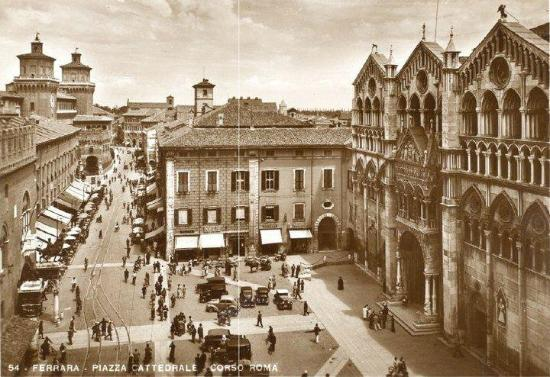 54 - FERRARA - PIAZZA CATTEDRALE CORSO ROMA